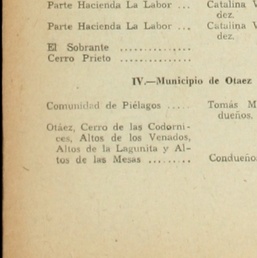 Parte Hacienda La Labor ... Catalina V
dez.
Parte Hacienda La Labor ... Catalina V
dez.
El Sobrante ..............
Cerro Prieto ..............
IV.—Municipio de Otaez
Comunidad de Piélagos ..... Tomás M
dueños.
Otáez, Cerro de las Codorni-
ces, Altos de los Venados,
Altos de la Lagunita y Al-
tos de las Mesas ........ Condueño